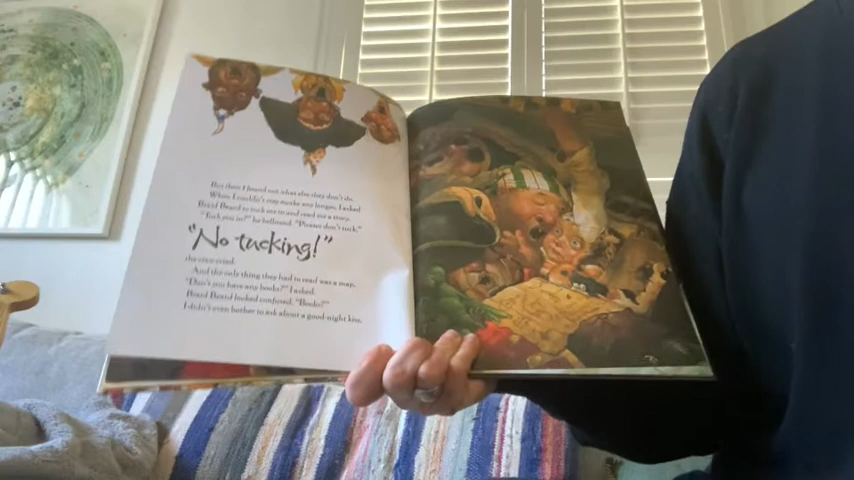 But then I found out what else they don't do.
When I couldn't stay awake any longer, I asked
Braid Beard to tuck me in and read me a story.
"Tuck you in?" he bellowed. "Pirates don't tuck."
"No tucking!"
the crew cried.
And the only thing they had to read was a map.
"Don't you have any books?" I asked.
Braid Beard looked confused. "Books?"
I didn't even bother to ask about a good-night kiss.